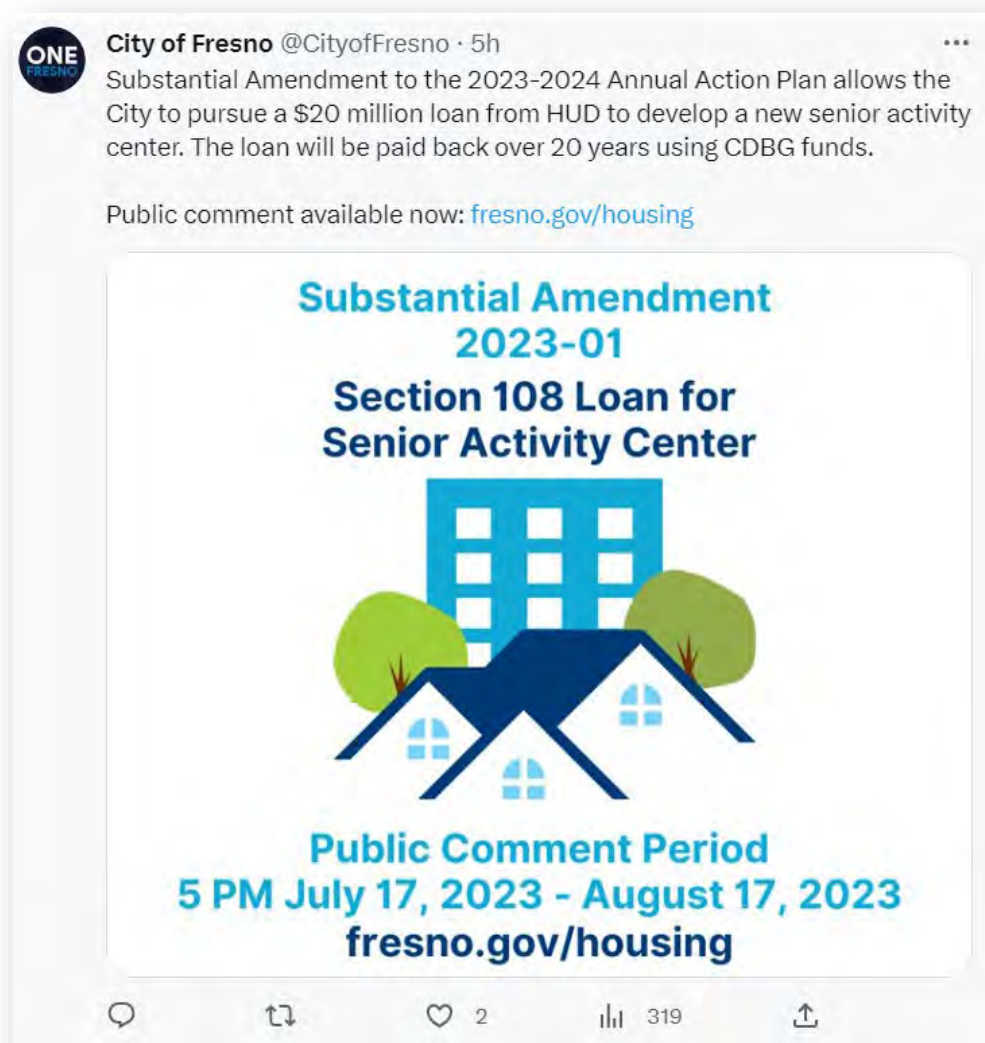 ONE
FRESNO
City of Fresno @CityofFresno · 5h
Substantial Amendment to the 2023-2024 Annual Action Plan allows the
City to pursue a $20 million loan from HUD to develop a new senior activity
center. The loan will be paid back over 20 years using CDBG funds.
Public comment available now: fresno.gov/housing
Substantial Amendment
2023-01
Section 108 Loan for
Senior Activity Center
Public Comment Period
5 PM July 17, 2023 - August 17, 2023
fresno.gov/housing
2
319